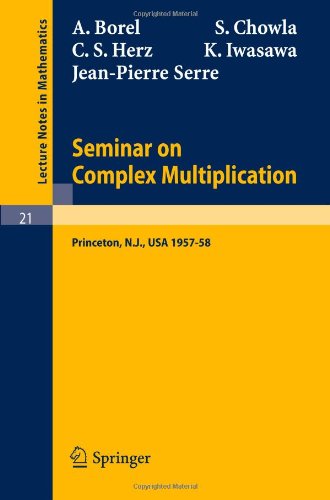 A. Borel S. Chowla
C. S. Herz K. Iwasawa
Jean-Pierre Serre
Lecture Notes in Mathematics
Seminar on
Complex Multiplication
21
Princeton, N.J., USA 1957-58
Springer